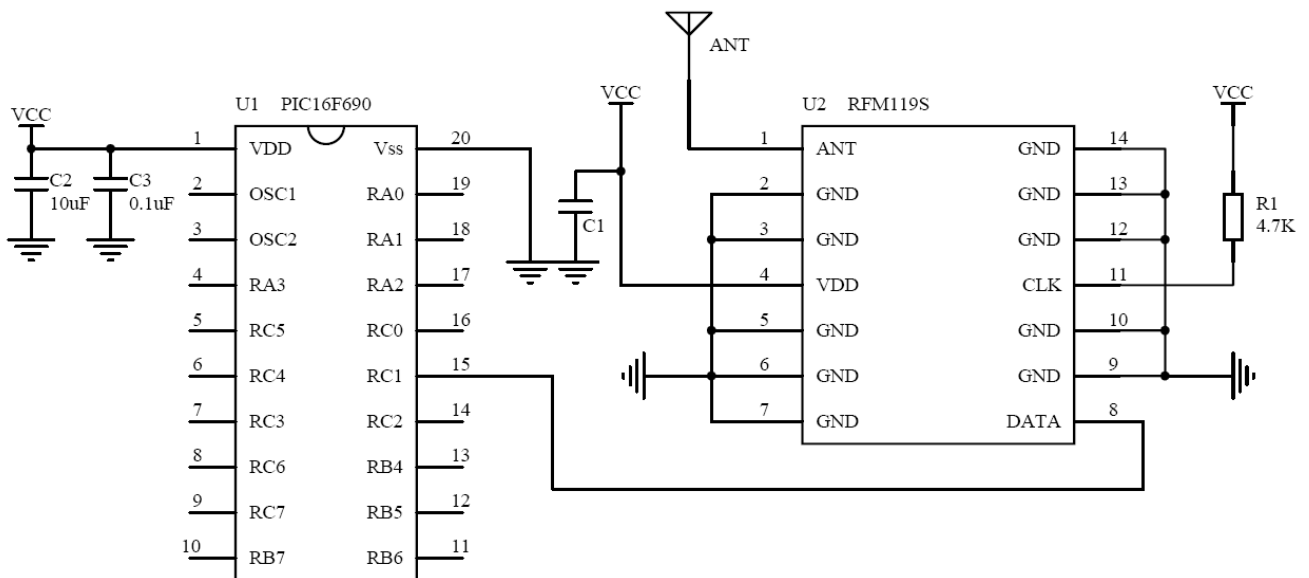 ANT
VCC
U1 PIC16F690
VCC
U2 RFM119S
VCC
1 VDD Vss 20
1 ANT GND 14
C2
10uF
C3
0.1uF
2 OSC1 RA0 19
2 GND GND 13
R1
4.7K
3 OSC2 RA1 18
C1
3 GND GND 12
4 RA3 RA2 17
4 VDD CLK 11
5 RC5 RC0 16
5 GND GND 10
6 RC4 RC1 15
6 GND GND 9
7 RC3 RC2 14
7 GND DATA 8
8 RC6 RB4 13
9 RC7 RB5 12
10 RB7 RB6 11